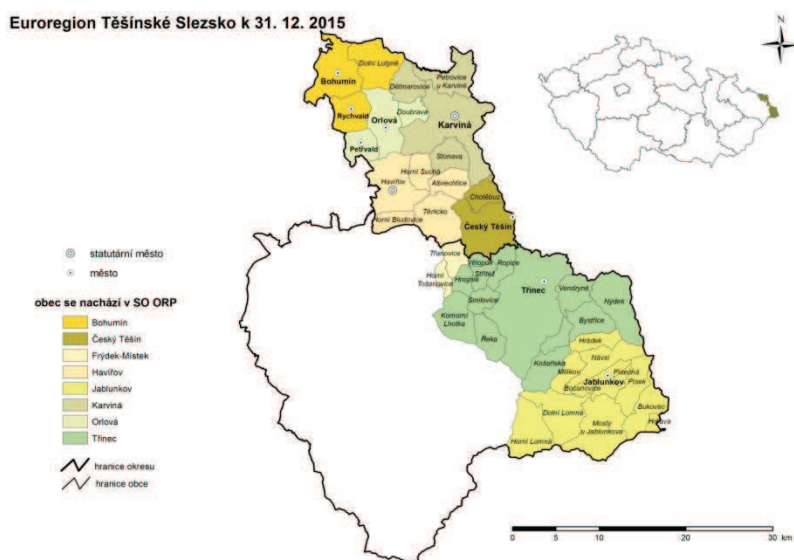 Euroregion Těšínské Slezsko k 31. 12. 2015
N
Dolní Lutyně
Bohumín
Petrovice
u Karviné
Dětmarovice
Rychvald
Orlová
Doubrava
Karviná
Petřvald
Stonava
Horní Suchá
Havířov
Albrechtice
Chotěbuz
Těrlicko
Horní Bludovice
Český Těšín
Třanovice
Vělopolí
Ropice
Střítež
Hnojník
Horní
Tošanovice
Třinec
Vendryně
Nýdek
Smilovice
Komorní
Lhotka
Bystřice
Řeka
Hrádek
Košařiska
Návsí
Milíkov
Písečná
Jablunkov
Písek
Bocanovice
Bukovec
Dolní Lomná
Hrčava
Mosty
u Jablunkova
Horní Lomná
statutární město
město
obec se nachází v SO ORP
Bohumín
Český Těšín
Frýdek-Místek
Havířov
Jablunkov
Karviná
Orlová
Třinec
hranice okresu
hranice obce
0 5 10 20 30 km